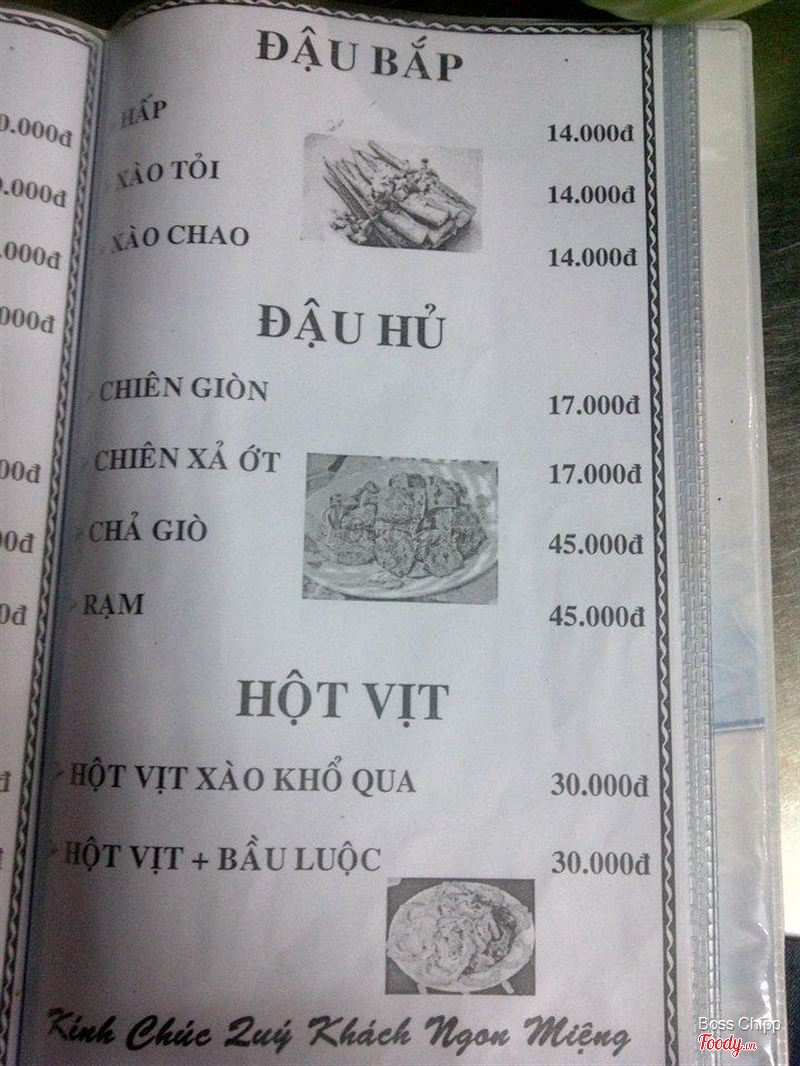 ĐẬU BẮP
HẤP 14.000đ
XÀO TỎI 14.000đ
XÀO CHAO 14.000đ
ĐẬU HỦ
CHIÊN GIÒN 17.000đ
CHIÊN XẢ ỚT 17.000đ
CHẢ GIÒ 45.000đ
RẠM 45.000đ
HỘT VỊT
HỘT VỊT XÀO KHỔ QUA 30.000đ
HỘT VỊT + BẦU LUỘC 30.000đ
Kính Chúc Quý Khách Ngon Miệng
Boss Chipp
Foody.vn